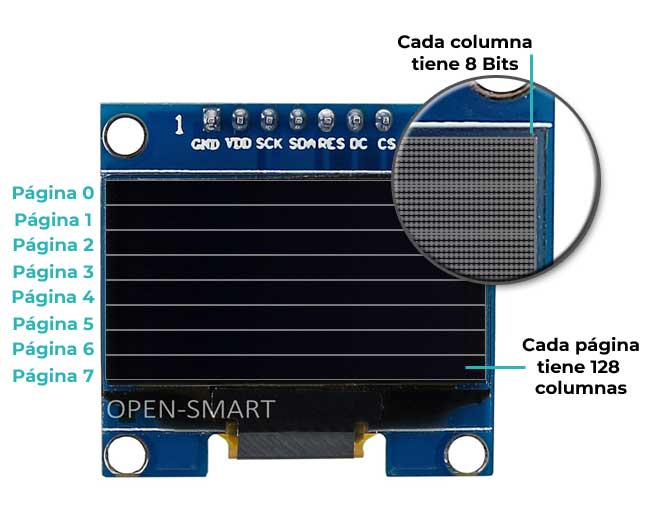 Cada columna
tiene 8 Bits
1
GND VDD SCK SDA RES DC CS
Página 0
Página 1
Página 2
Página 3
Página 4
Página 5
Página 6
Página 7
Cada página
tiene 128
columnas
OPEN-SMART